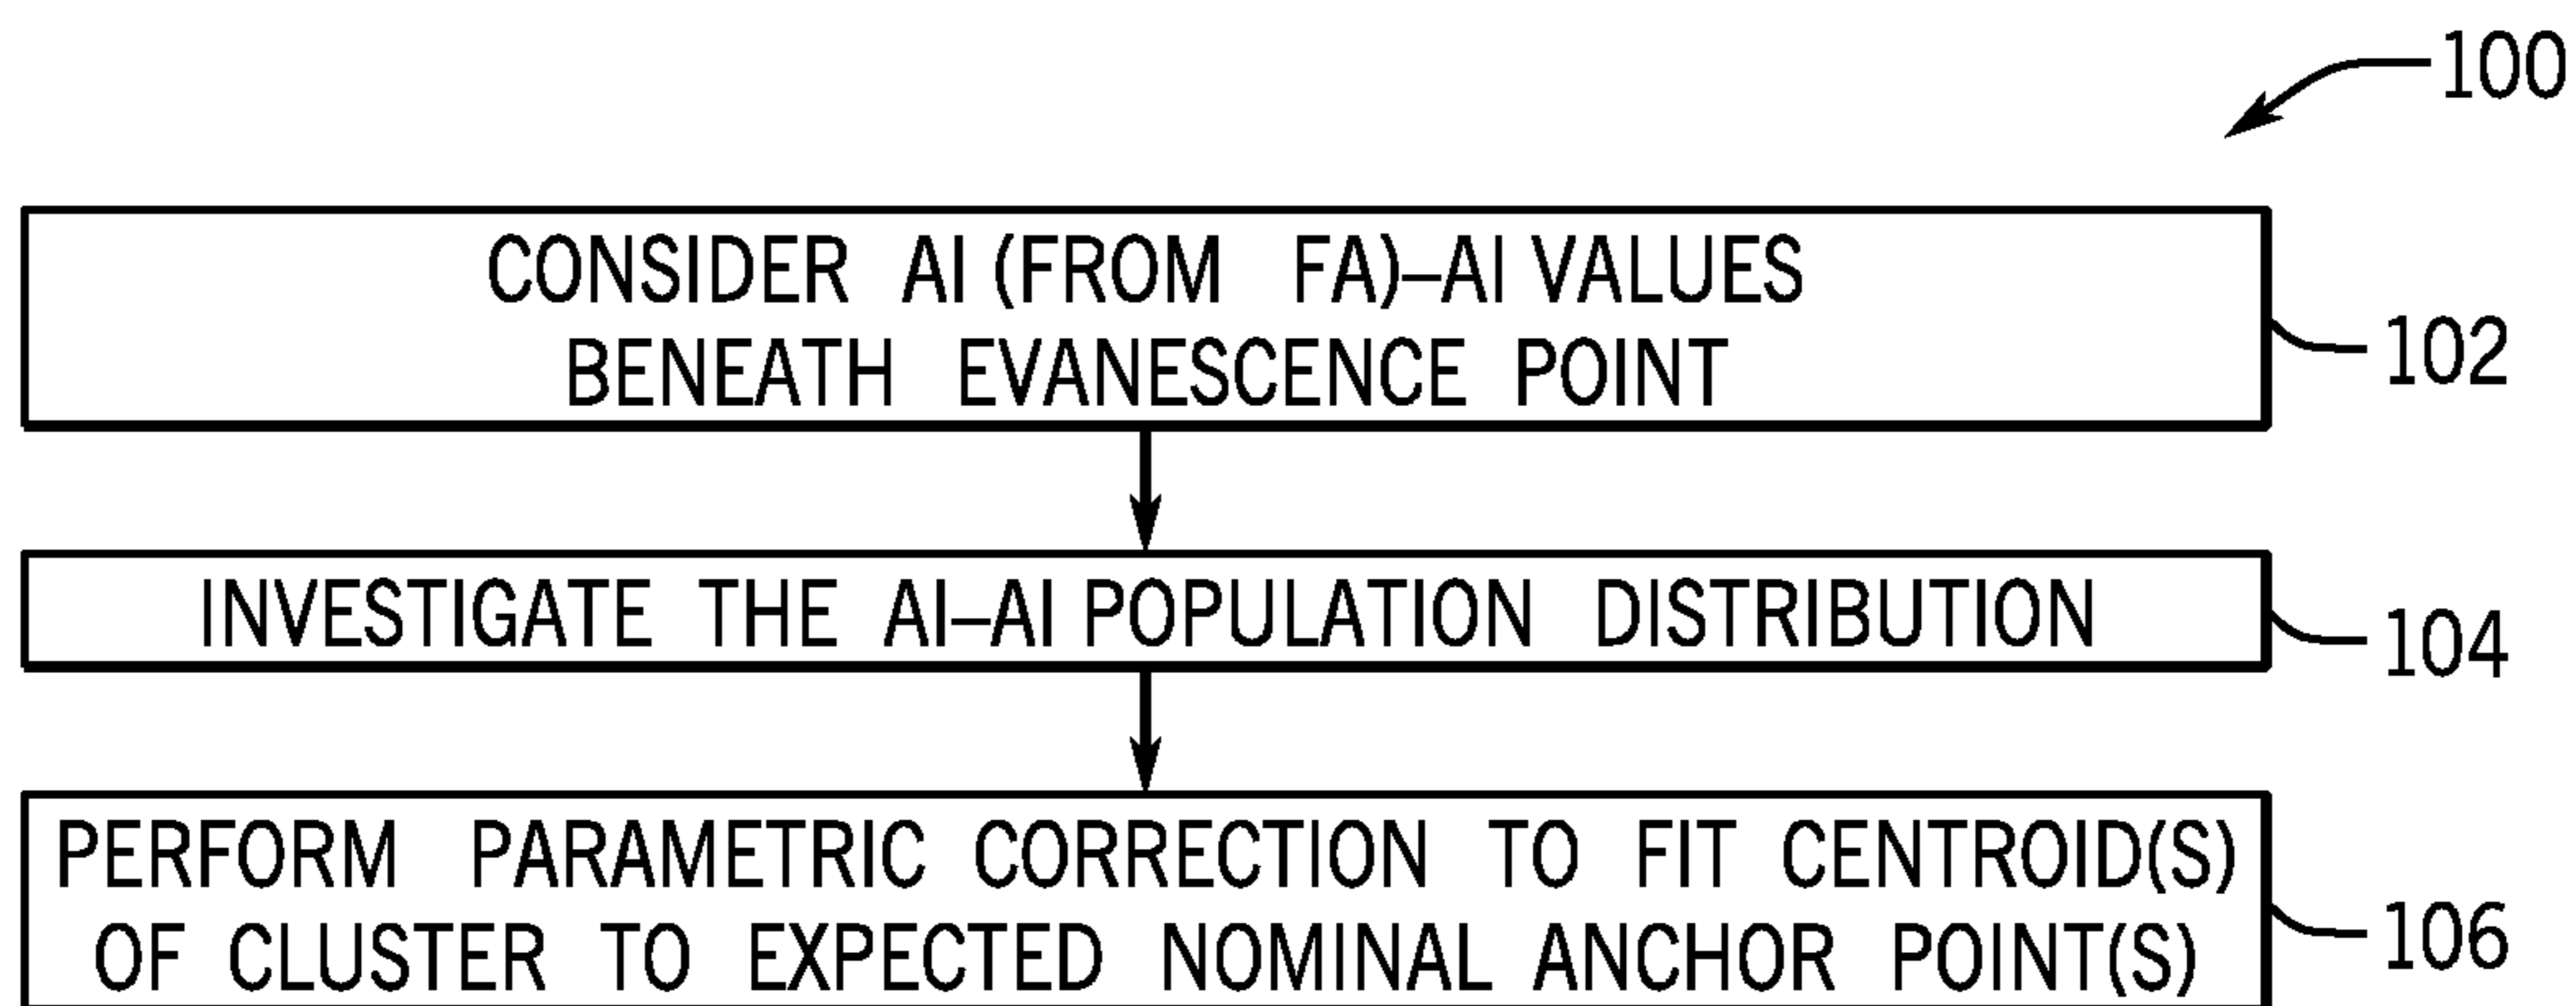 100
CONSIDER AI (FROM FA)–AI VALUES
BENEATH EVANESCENCE POINT
102
INVESTIGATE THE AI–AI POPULATION DISTRIBUTION
104
PERFORM PARAMETRIC CORRECTION TO FIT CENTROID(S)
OF CLUSTER TO EXPECTED NOMINAL ANCHOR POINT(S)
106